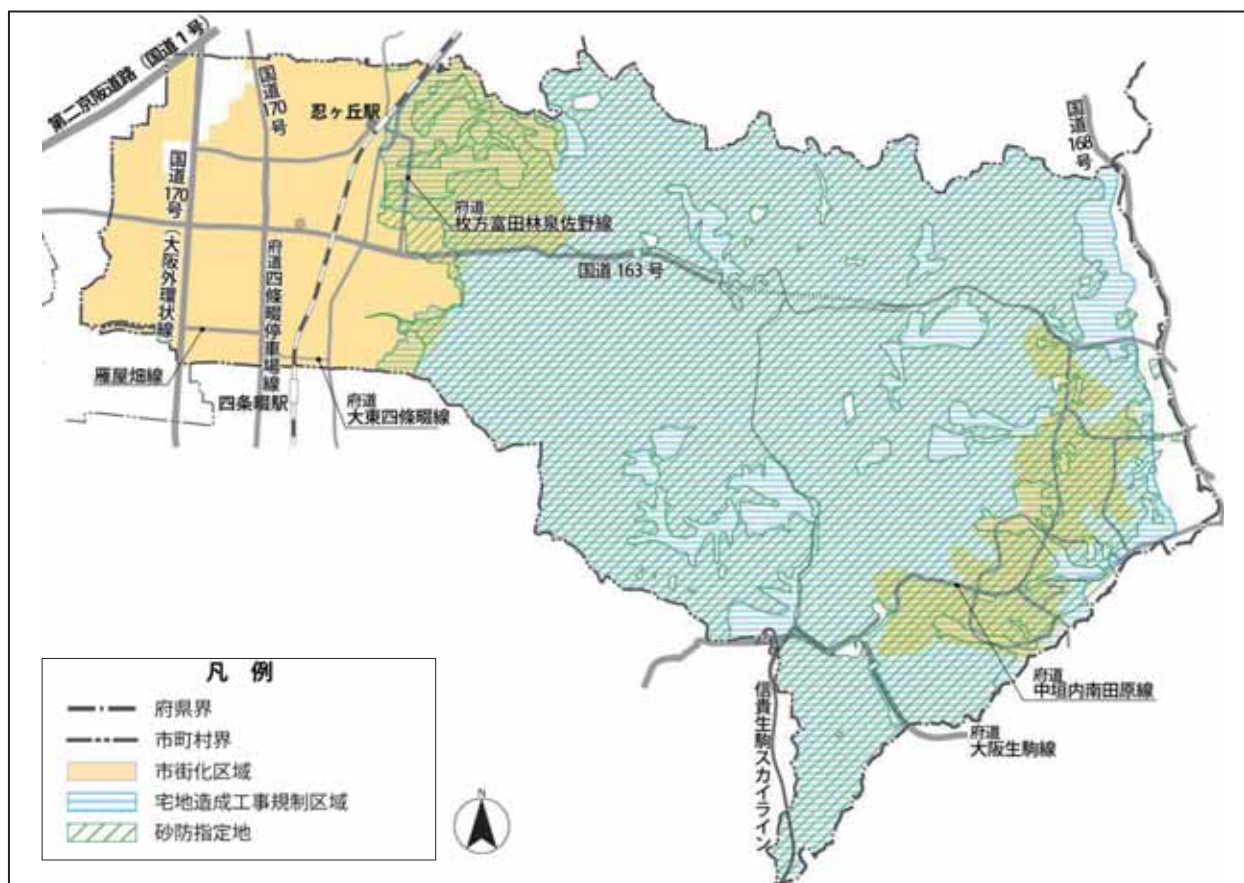 第二京阪道路（国道1号）
国道170号
忍ヶ丘駅
国道168号
国道170号（大阪外環状線）
府道
枚方富田林泉佐野線
国道163号
府道四條畷停車場線
雁屋畑線
四条畷駅
府道
大東四條畷線
府道
中垣内南田原線
府道
大阪生駒線
信貴生駒スカイライン
凡 例
府県界
市町村界
市街化区域
宅地造成工事規制区域
砂防指定地
N